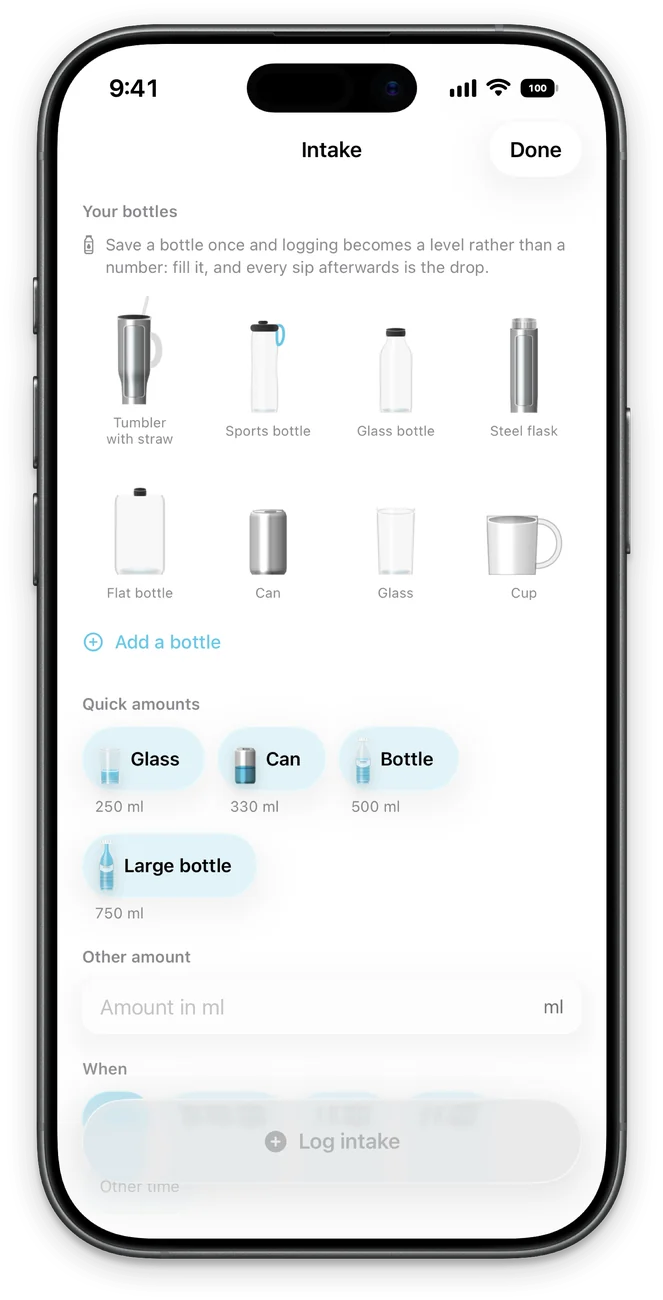 9:41
100
Intake
Done
Your bottles
Save a bottle once and logging becomes a level rather than a
number: fill it, and every sip afterwards is the drop.
Tumbler
with straw
Sports bottle
Glass bottle
Steel flask
Flat bottle
Can
Glass
Cup
Add a bottle
Quick amounts
Glass
Can
Bottle
250 ml
330 ml
500 ml
Large bottle
750 ml
Other amount
Amount in ml
ml
When
Log intake
Other time